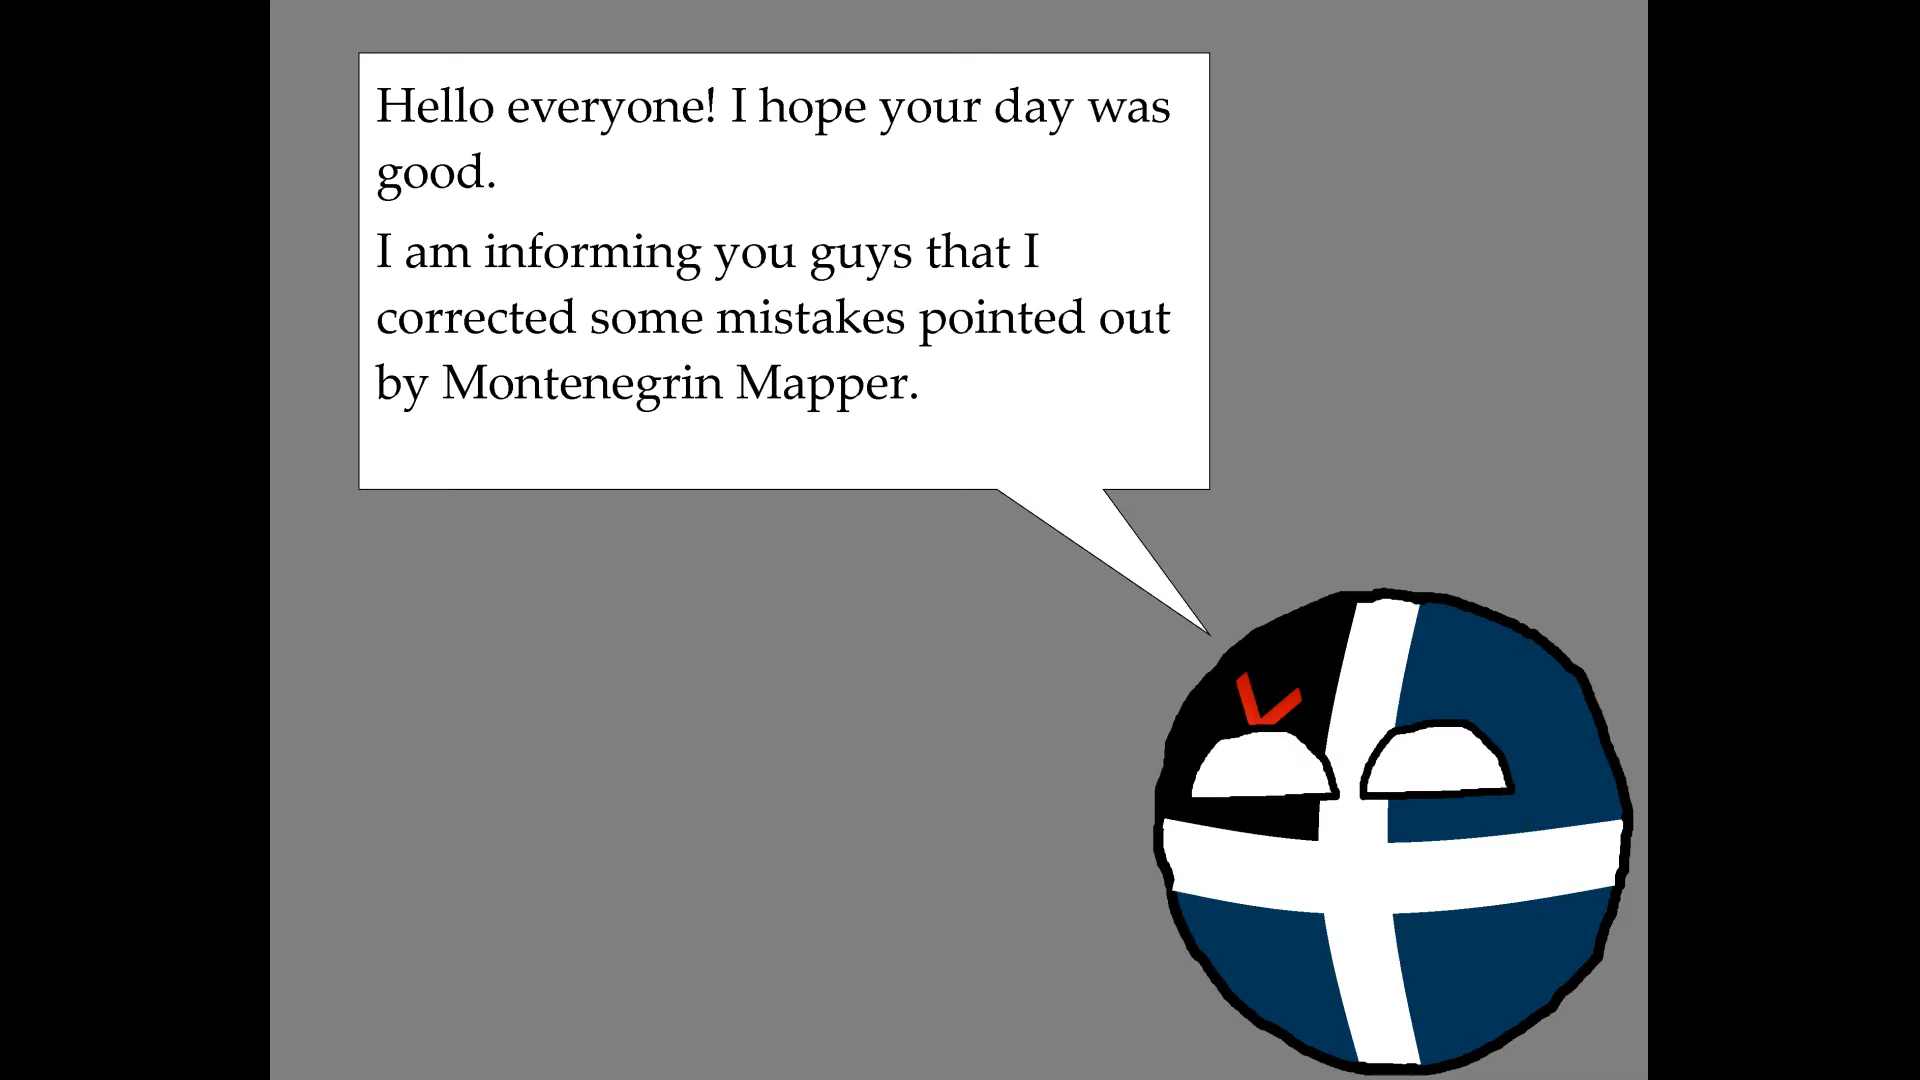 Hello everyone! I hope your day was
good.
I am informing you guys that I
corrected some mistakes pointed out
by Montenegrin Mapper.